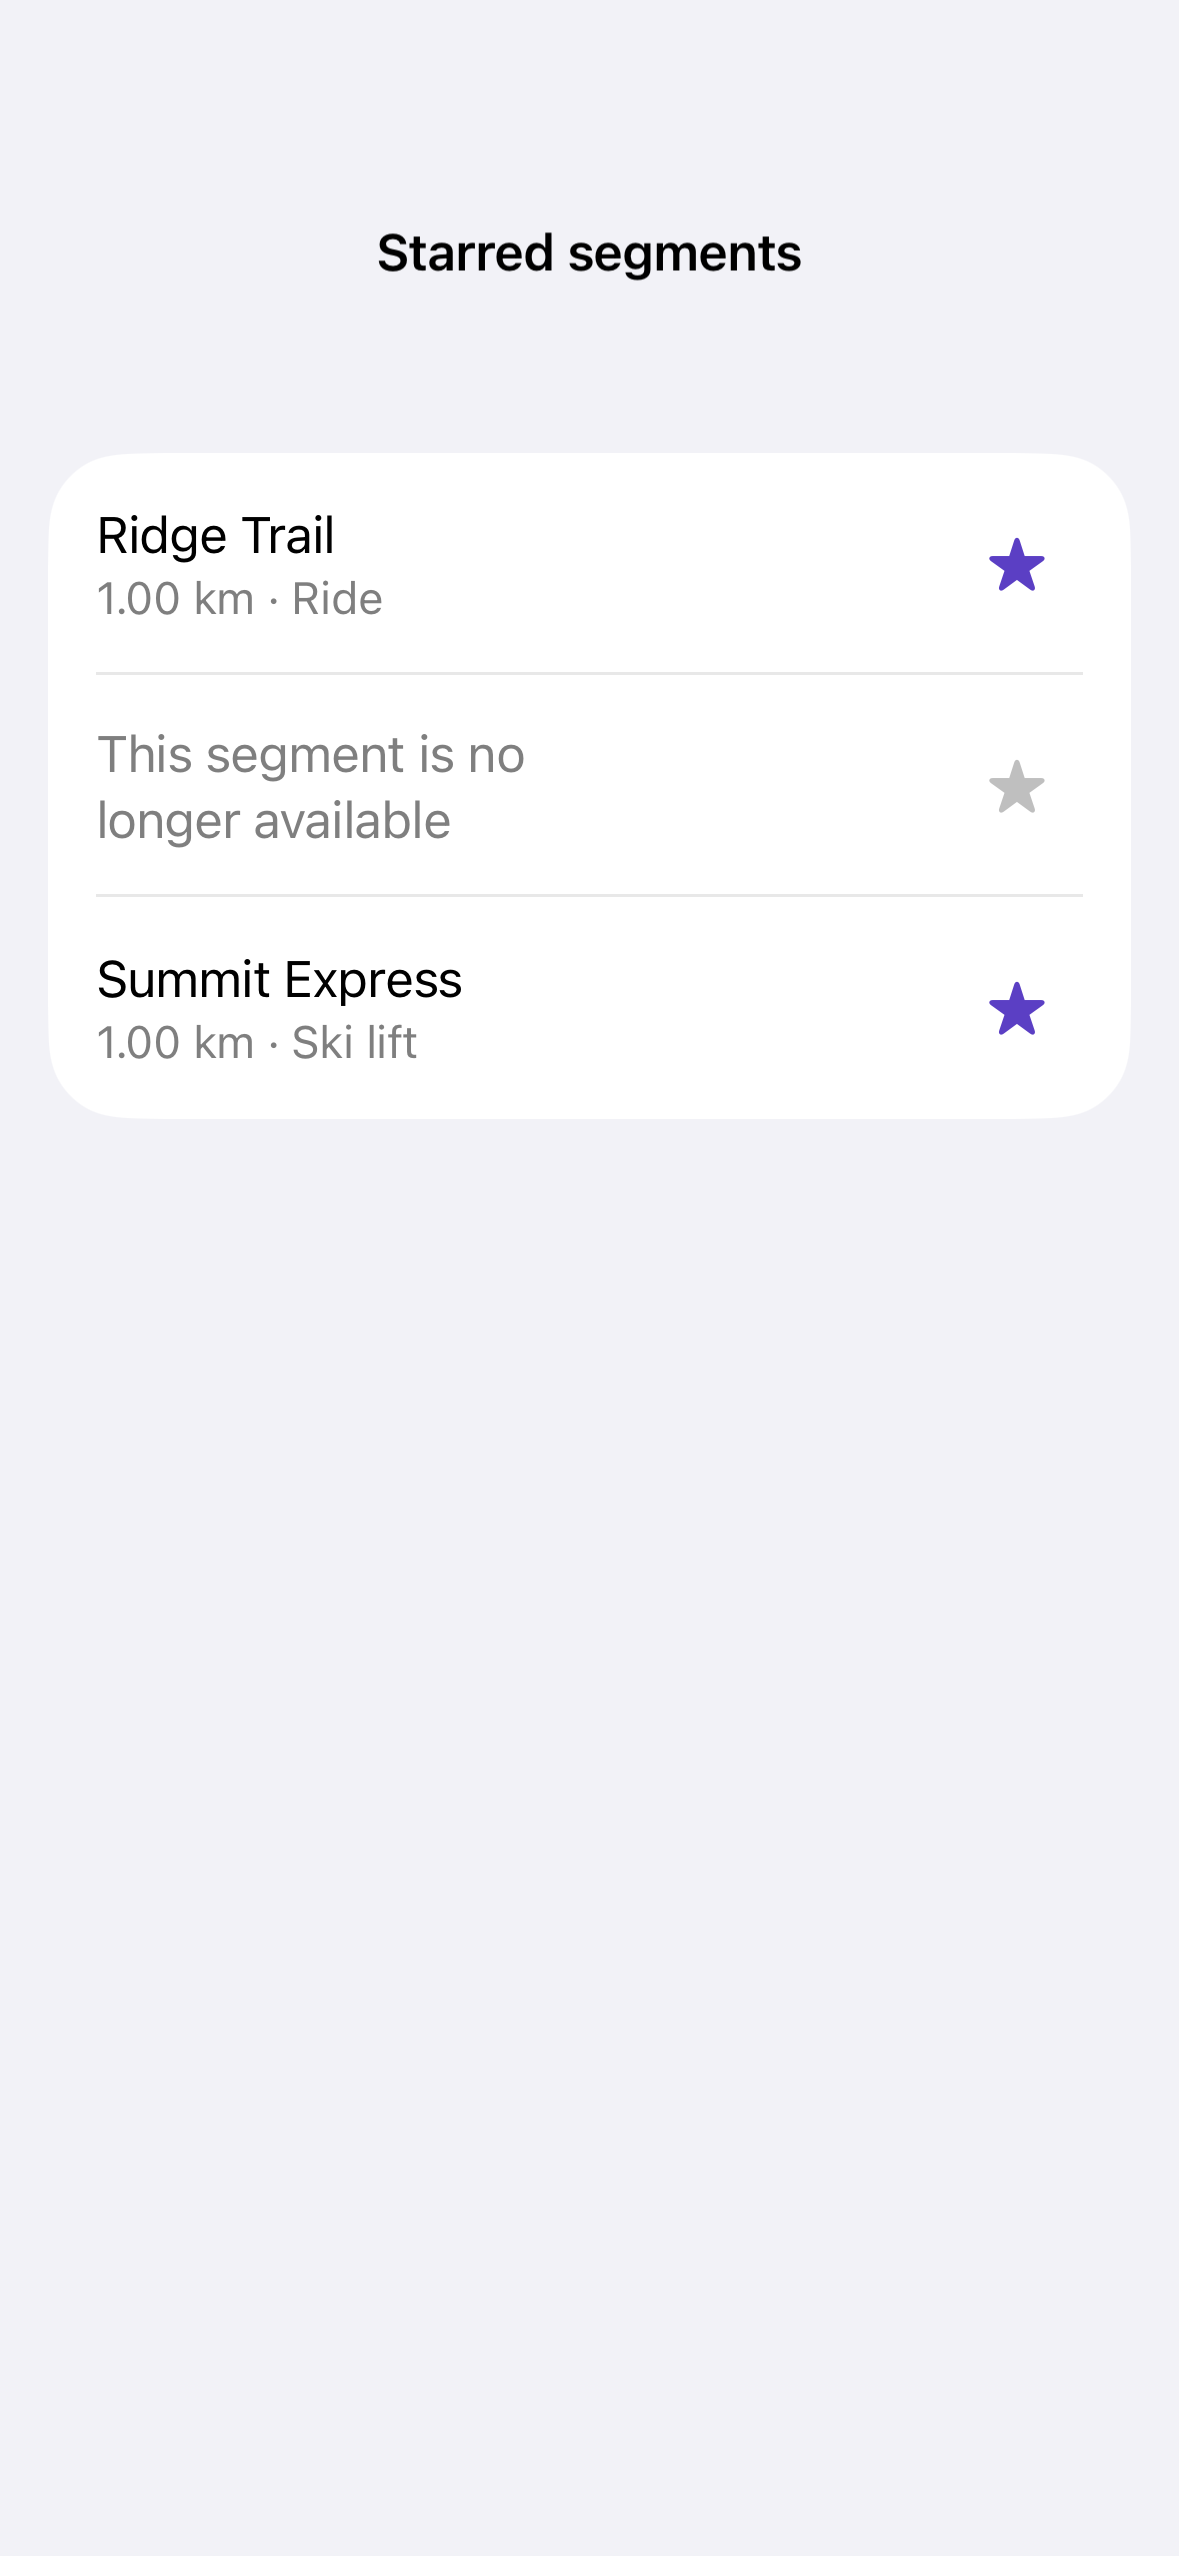 Starred segments
Ridge Trail
1.00 km · Ride
This segment is no
longer available
Summit Express
1.00 km · Ski lift